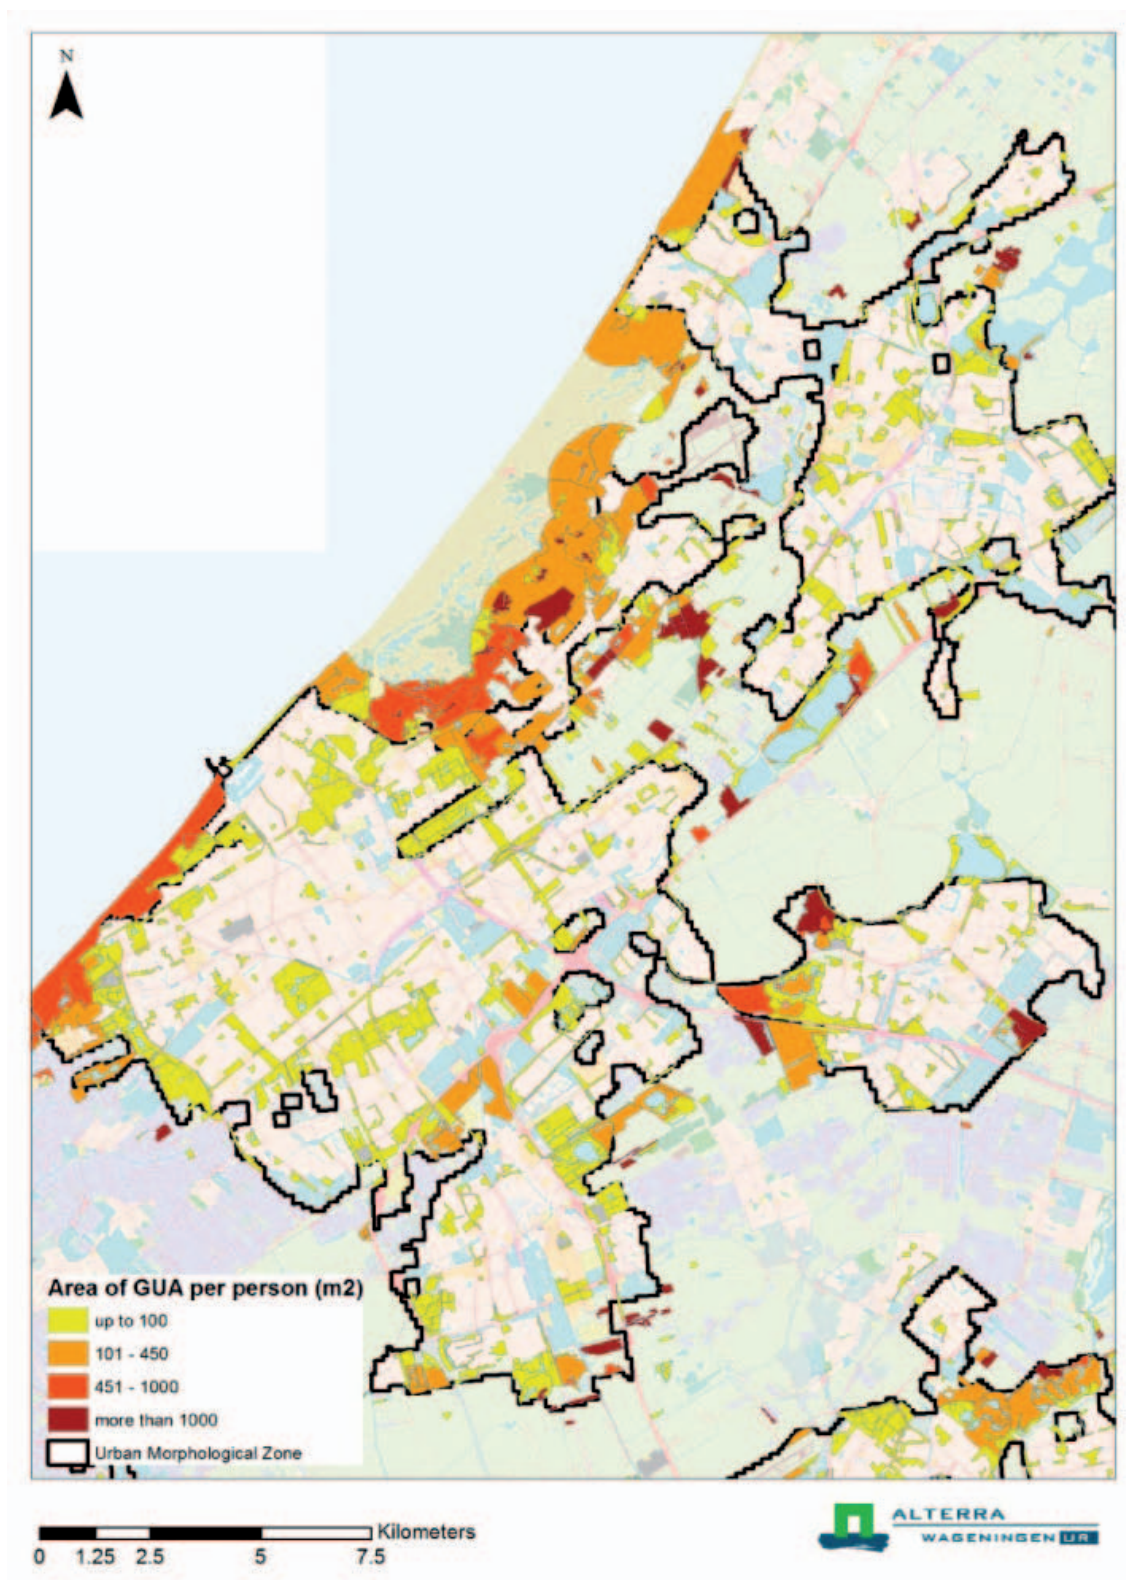 N
Area of GUA per person (m2)
up to 100
101 - 450
451 - 1000
more than 1000
Urban Morphological Zone
Kilometers
0 1.25 2.5 5 7.5
ALTERRA
WAGENINGEN UR